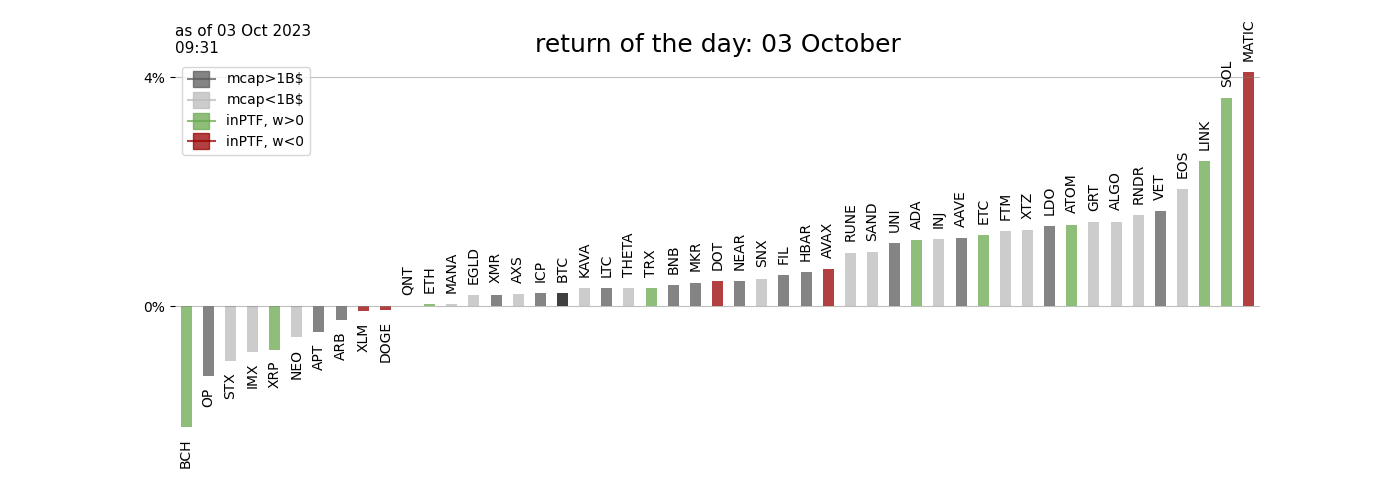 as of 03 Oct 2023
09:31
return of the day: 03 October
4%
0%
mcap>1B$
mcap<1B$
inPTF, w>0
inPTF, w<0
BCH
OP
STX
IMX
XRP
NEO
APT
ARB
XLM
DOGE
QNT
ETH
MANA
EGLD
XMR
AXS
ICP
BTC
KAVA
LTC
THETA
TRX
BNB
MKR
DOT
NEAR
SNX
FIL
HBAR
AVAX
RUNE
SAND
UNI
ADA
INJ
AAVE
ETC
FTM
XTZ
LDO
ATOM
GRT
ALGO
RNDR
VET
EOS
LINK
SOL
MATIC